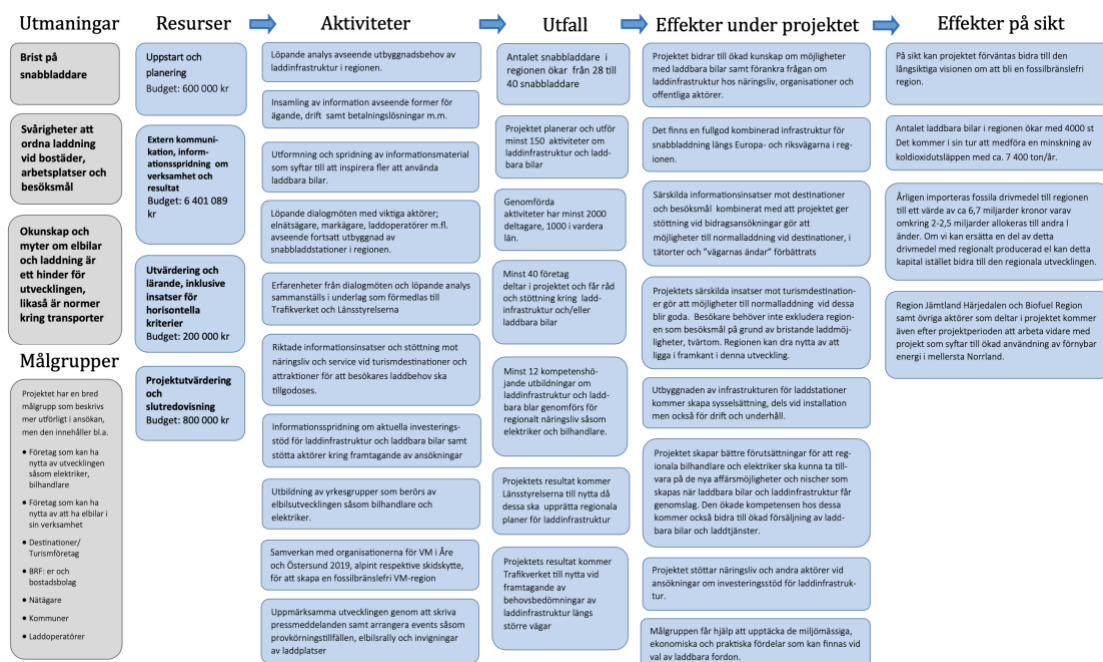 Utmaningar
Brist på
snabbladdare
Svårigheter att
ordna laddning
vid bostäder,
arbetsplatser och
besöksmål
Okunskap och
myter om elbilar
och laddning är
ett hinder för
utvecklingen,
likaså är normer
kring transporter
Målgrupper
Projektet har en bred
målgrupp som beskrivs
mer utförligt i ansökan,
men den innehåller bl.a.
• Företag som kan ha
nytta av utvecklingen
såsom elektriker,
bilhandlare
• Företag som kan ha
nytta av att ha elbilar i
sin verksamhet
• Destinationer/
Turismföretag
• BRF: er och
bostadsbolag
• Nätägare
• Kommuner
• Laddoperatörer
Resurser
Uppstart och
planering
Budget: 600 000 kr
Extern kommuni-
kation, inform-
ationsspridning om
verksamhet och
resultat
Budget: 6 401 089
kr
Utvärdering och
lärande, inklusive
insatser för
horisontella
kriterier
Budget: 200 000 kr
Projektutvärdering
och
slutredovisning
Budget: 800 000 kr
Aktiviteter
Löpande analys avseende utbyggnadsbehov av
laddinfrastruktur i regionen.
Insamling av information avseende former för
ägande, drift samt betalningslösningar m.m.
Utformning och spridning av informationsmaterial
som syftar till att inspirera fler att använda
laddbara bilar.
Löpande dialogmöten med viktiga aktörer;
elnätsägare, markägare, laddoperatörer m.fl.
avseende fortsatt utbyggnad av
snabbladdstationer i regionen.
Erfarenheter från dialogmöten och löpande analys
sammanställs i underlag som förmedlas till
Trafikverket och Länsstyrelserna
Riktade informationsinsatser och stöttning mot
näringsliv och service vid turismdestinationer och
attraktioner för att besökares laddbehov ska
tillgodoses.
Informationsspridning om aktuella investerings-
stöd för laddinfrastruktur och laddbara bilar samt
stötta aktörer kring framtagande av ansökningar
Utbildning av yrkesgrupper som berörs av
elbilsutvecklingen såsom bilhandlare och
elektriker.
Samverkan med organisationerna för VM i Åre
och Östersund 2019, alpint respektive skidskytte,
för att skapa en fossilbränslefri VM-region
Uppmärksamma utvecklingen genom att skriva
pressmeddelanden samt arrangera events såsom
provkörningstillfällen, elbilsrally och invigningar
av laddplatser
Utfall
Antalet snabbladdare i
regionen ökar från 28 till
40 snabbladdare
Projektet planerar och utför
minst 150 aktiviteter om
laddinfrastruktur och ladd-
bara bilar
Genomförda
aktiviteter har minst 2000
deltagare, 1000 i vardera
län.
Minst 40 företag
deltar i projektet och får råd
och stöttning kring ladd-
infrastruktur och/eller
laddbara bilar
Minst 12 kompetenshö-
jande utbildningar om
laddinfrastruktur och ladd-
bara blar genomförs för
regionalt näringsliv såsom
elektriker och bilhandlare.
Projektets resultat kommer
Länsstyrelserna till nytta då
dessa ska upprätta regionala
planer för laddinfrastruktur
Projektets resultat kommer
Trafikverket till nytta vid
framtagande av
behovsbedömningar av
laddinfrastruktur längs
större vägar
Effekter under projektet
Projektet bidrar till ökad kunskap om möjligheter
med laddbara bilar samt förankra frågan om
laddinfrastruktur hos näringsliv, organisationer och
offentliga aktörer.
Det finns en fullgod kombinerad infrastruktur för
snabbladdning längs Europa- och riksvägarna i re-
gionen.
Särskilda informationsinsatser mot destinationer
och besöksmål kombinerat med att projektet ger
stöttning vid bidragsansökningar gör att
möjligheter till normalladdning vid destinationer, i
tätorter och ”vägarnas ändar” förbättrats
Projektets särskilda insatser mot turismdestination-
er gör att möjligheter till normalladdning vid dessa
blir goda. Besökare behöver inte exkludera region-
en som besöksmål på grund av bristande laddmöj-
ligheter, tvärtom. Regionen kan dra nytta av att
ligga i framkant i denna utveckling.
Utbyggnaden av infrastrukturen för laddstationer
kommer skapa sysselsättning, dels vid installation
men också för drift och underhåll.
Projektet skapar bättre förutsättningar för att reg-
ionala bilhandlare och elektriker ska kunna ta till-
vara på de nya affärsmöjligheter och nischer som
skapas när laddbara bilar och laddinfrastruktur får
genomslag. Den ökade kompetensen hos dessa
kommer också bidra till ökad försäljning av ladd-
bara bilar och laddtjänster.
Projektet stöttar näringsliv och andra aktörer vid
ansökningar om investeringsstöd för laddinfrastruk-
tur.
Målgruppen får hjälp att upptäcka de miljömässiga,
ekonomiska och praktiska fördelar som kan finnas vid
val av laddbara fordon.
Effekter på sikt
På sikt kan projektet förväntas bidra till den
långsiktiga visionen om att bli en fossilbränslefri
region.
Antalet laddbara bilar i regionen ökar med 4000 st
Det kommer i sin tur att medföra en minskning av
koldioxidutsläppen med ca. 7 400 ton/år.
Årligen importeras fossila drivmedel till regionen
till ett värde av ca 6,7 miljarder kronor varav
omkring 2-2,5 miljarder allokeras till andra l
änder. Om vi kan ersätta en del av detta
drivmedel med regionalt producerad el kan detta
kapital istället bidra till den regionala utvecklingen.
Region Jämtland Härjedalen och Biofuel Region
samt övriga aktörer som deltar i projektet kommer
även efter projektperioden att arbeta vidare med
projekt som syftar till ökad användning av förnybar
energi i mellersta Norrland.